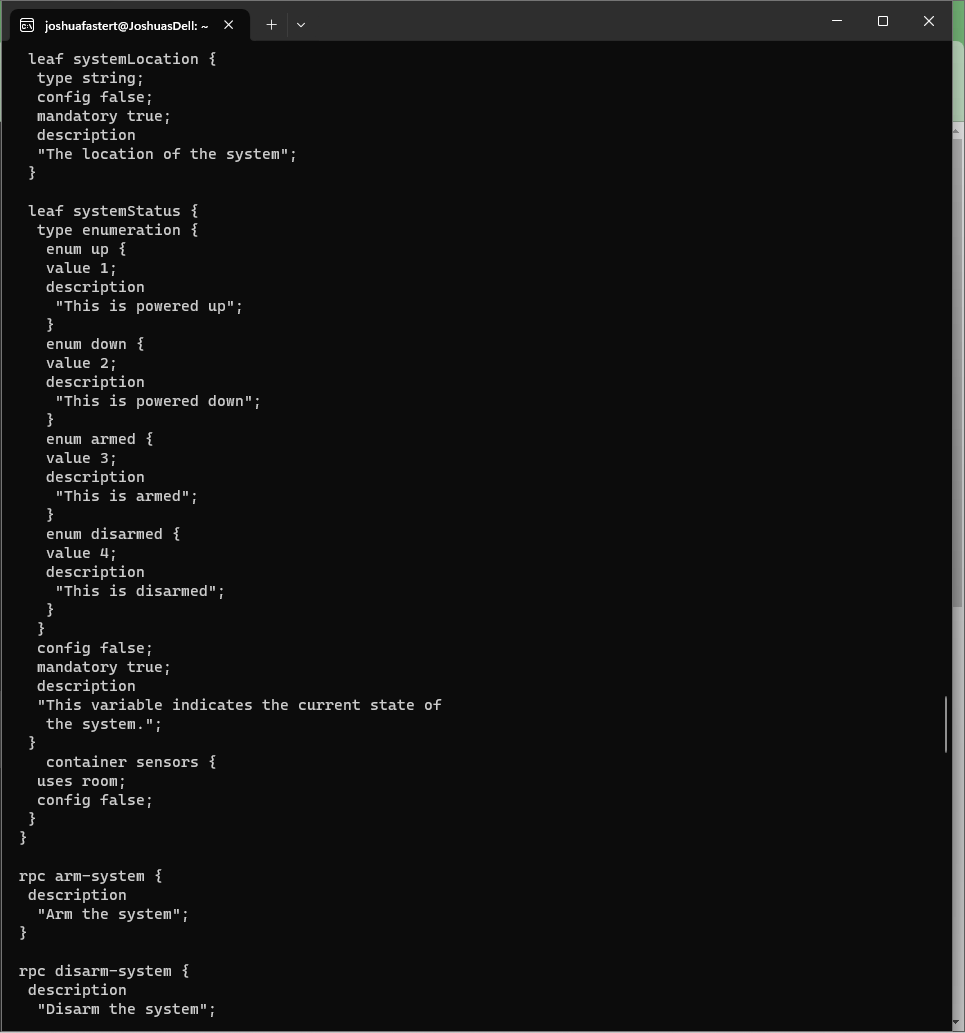 joshuafastert@JoshuasDell: ~
leaf systemLocation {
type string;
config false;
mandatory true;
description
"The location of the system";
}
leaf systemStatus {
type enumeration {
enum up {
value 1;
description
"This is powered up";
}
enum down {
value 2;
description
"This is powered down";
}
enum armed {
value 3;
description
"This is armed";
}
enum disarmed {
value 4;
description
"This is disarmed";
}
}
config false;
mandatory true;
description
"This variable indicates the current state of
the system.";
}
container sensors {
uses room;
config false;
}
}
rpc arm-system {
description
"Arm the system";
}
rpc disarm-system {
description
"Disarm the system";